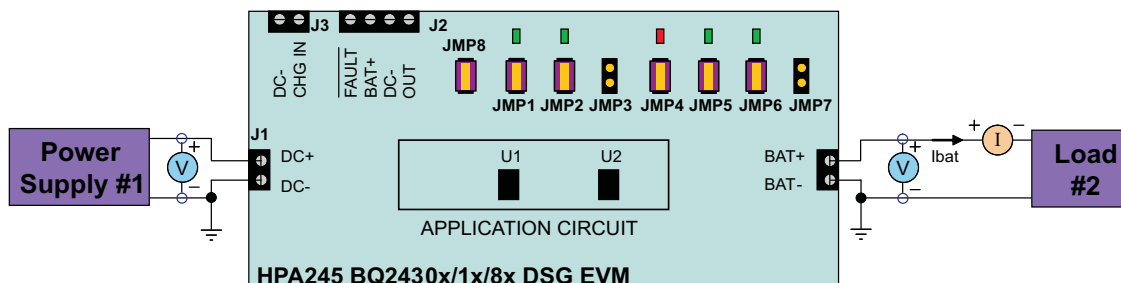 J3
J2
DC-
CHG IN
FAULT
BAT+
DC-
OUT
JMP8
JMP1
JMP2
JMP3
JMP4
JMP5
JMP6
JMP7
Power
Supply #1
+
V
−
J1
DC+
DC-
U1
U2
APPLICATION CIRCUIT
BAT+
BAT-
+
V
−
Ibat
+
I
−
Load
#2
HPA245 BQ2430x/1x/8x DSG EVM